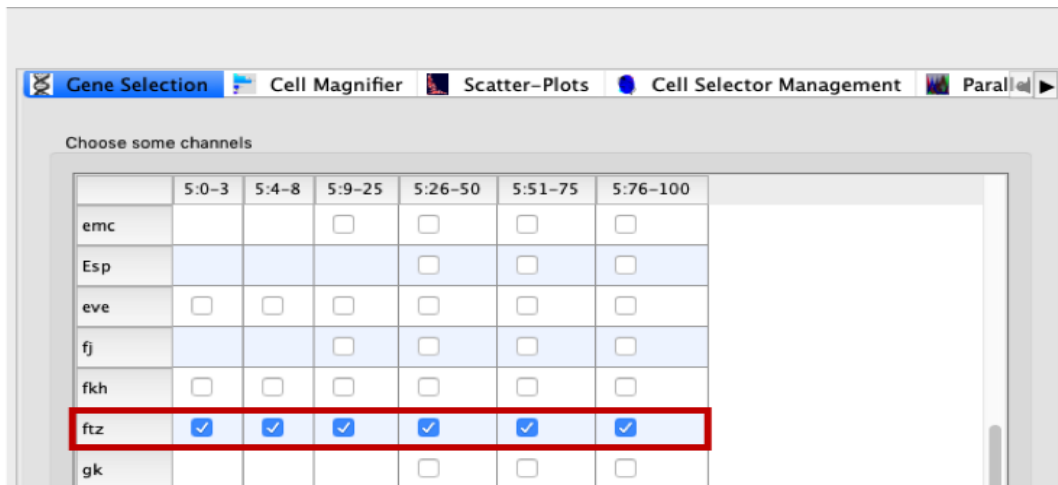 Gene Selection Cell Magnifier Scatter-Plots Cell Selector Management Parall
Choose some channels
5:0-3 5:4-8 5:9-25 5:26-50 5:51-75 5:76-100
emc
Esp
eve
fj
fkh
ftz
gk